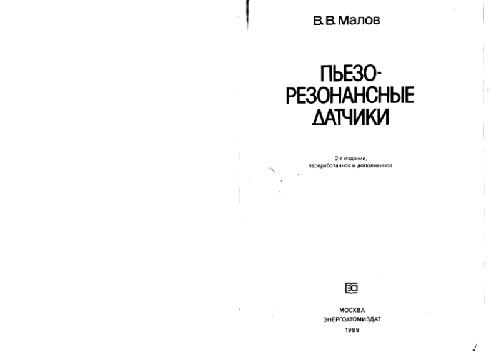 В. В. Малов
ПЬЕЗО-
РЕЗОНАНСНЫЕ
ДАТЧИКИ
2-е издание,
переработанное и дополненное
МОСКВА
ЭНЕРГОАТОМИЗДАТ
1989